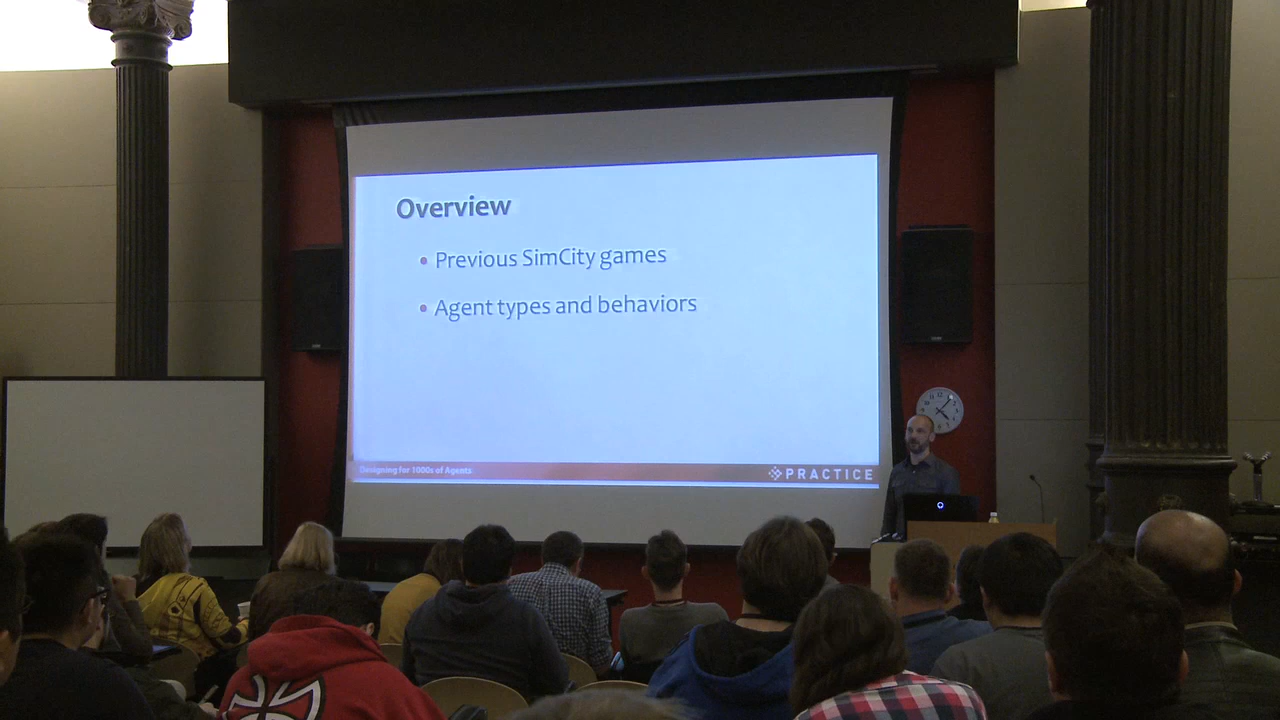 Overview
• Previous SimCity games
• Agent types and behaviors
Designing for 1000s of Agents
PRACTICE